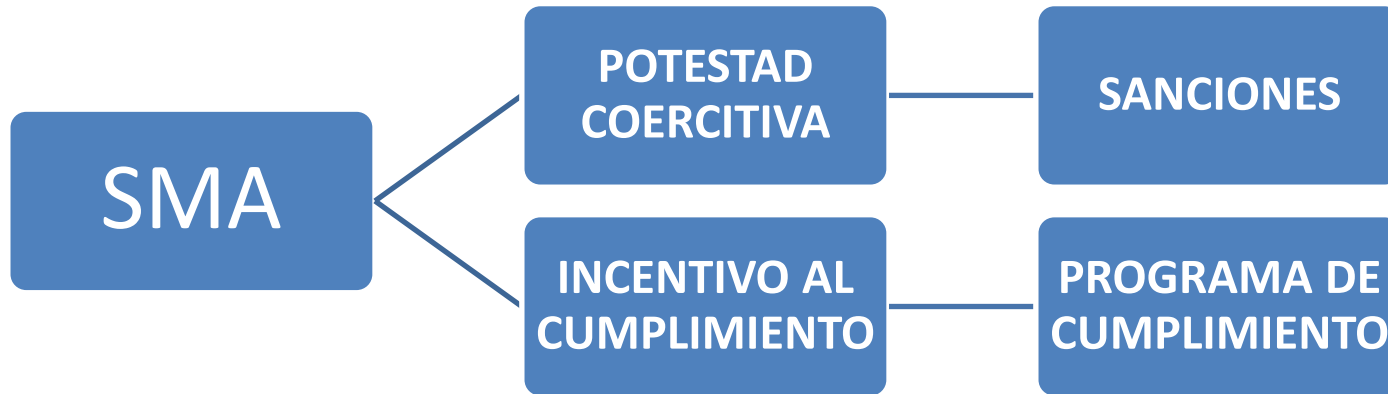 SMA
POTESTAD
COERCITIVA
SANCIONES
INCENTIVO AL
CUMPLIMIENTO
PROGRAMA DE
CUMPLIMIENTO